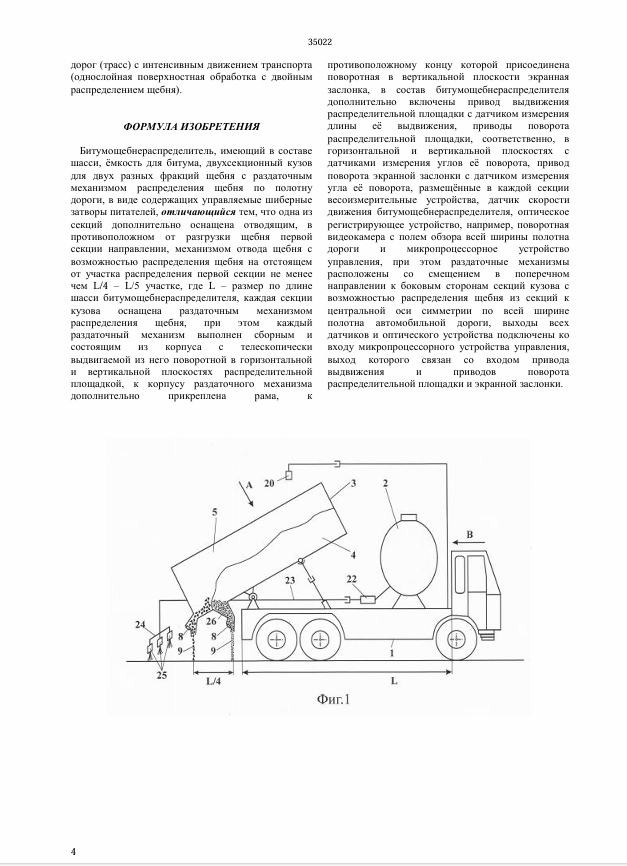 35022
дорог (трасс) с интенсивным движением транспорта
(однослойная поверхностная обработка с двойным
распределением щебня).
ФОРМУЛА ИЗОБРЕТЕНИЯ
Битумощебнераспределитель, имеющий в составе
шасси, ёмкость для битума, двухсекционный кузов
для двух разных фракций щебня с раздаточным
механизмом распределения щебня по полотну
дороги, в виде содержащих управляемые шиберные
затворы питателей, отличающийся тем, что одна из
секций дополнительно оснащена отводящим, в
противоположном от разгрузки щебня первой
секции направлении, механизмом отвода щебня с
возможностью распределения щебня на отстоящем
от участка распределения первой секции не менее
чем L/4 – L/5 участке, где L – размер по длине
шасси битумощебнераспределителя, каждая секции
кузова оснащена раздаточным механизмом
распределения щебня, при этом каждый
раздаточный механизм выполнен сборным и
состоящим из корпуса с телескопически
выдвигаемой из него поворотной в горизонтальной
и вертикальной плоскостях распределительной
площадкой, к корпусу раздаточного механизма
дополнительно прикреплена рама, к
противоположному концу которой присоединена
поворотная в вертикальной плоскости экранная
заслонка, в состав битумощебнераспределителя
дополнительно включены привод выдвижения
распределительной площадки с датчиком измерения
длины её выдвижения, приводы поворота
распределительной площадки, соответственно, в
горизонтальной и вертикальной плоскостях с
датчиками измерения углов её поворота, привод
поворота экранной заслонки с датчиком измерения
угла её поворота, размещённые в каждой секции
весоизмерительные устройства, датчик скорости
движения битумощебнераспределителя, оптическое
регистрирующее устройство, например, поворотная
видеокамера с полем обзора всей ширины полотна
дороги и микропроцессорное устройство
управления, при этом раздаточные механизмы
расположены со смещением в поперечном
направлении к боковым сторонам секций кузова с
возможностью распределения щебня из секций к
центральной оси симметрии по всей ширине
полотна автомобильной дороги, выходы всех
датчиков и оптического устройства подключены ко
входу микропроцессорного устройства управления,
выход которого связан со входом привода
выдвижения и приводов поворота
распределительной площадки и экранной заслонки.
А 20 3 2
5
В
4
23 22
24 26
8 8
9 9
25 1
L/4 L
Фиг.1
4